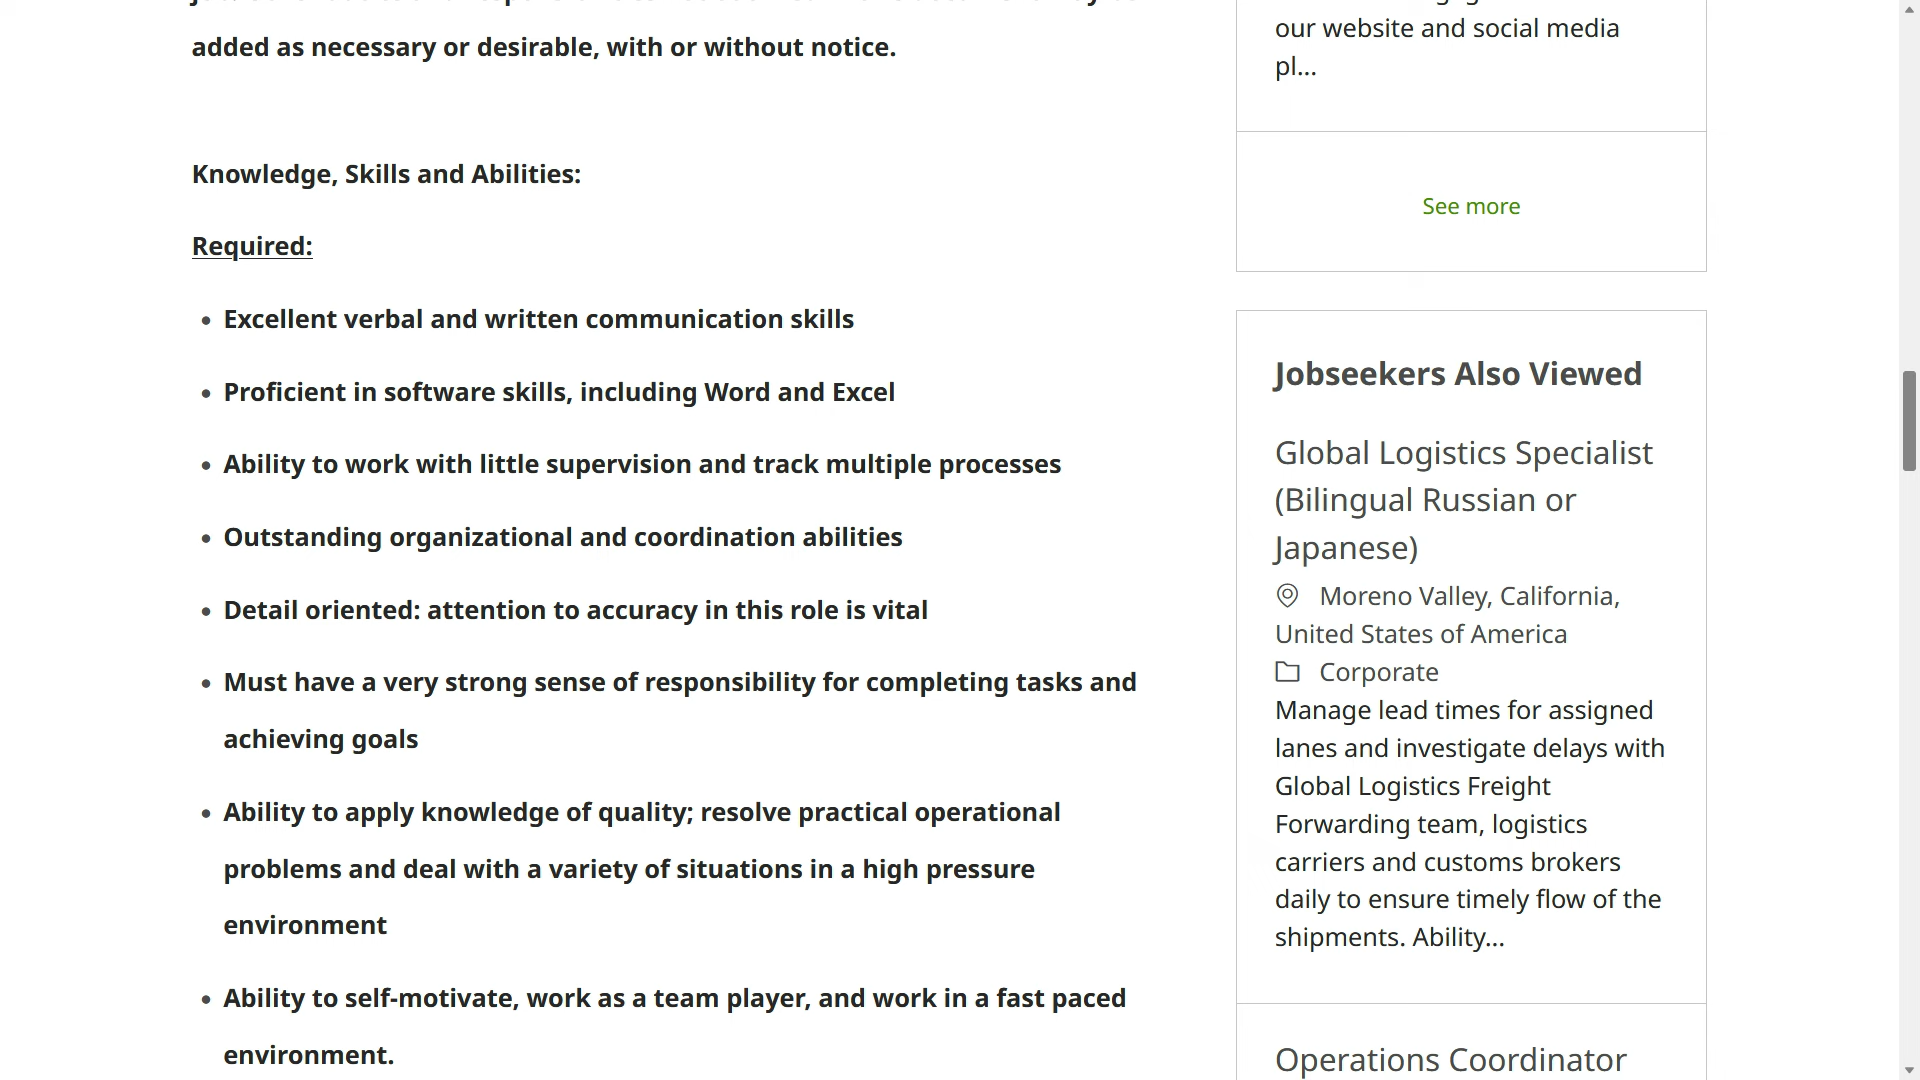 added as necessary or desirable, with or without notice.
Knowledge, Skills and Abilities:
Required:
• Excellent verbal and written communication skills
• Proficient in software skills, including Word and Excel
• Ability to work with little supervision and track multiple processes
• Outstanding organizational and coordination abilities
• Detail oriented: attention to accuracy in this role is vital
• Must have a very strong sense of responsibility for completing tasks and
achieving goals
• Ability to apply knowledge of quality; resolve practical operational
problems and deal with a variety of situations in a high pressure
environment
• Ability to self-motivate, work as a team player, and work in a fast paced
environment.
our website and social media
pl...
See more
Jobseekers Also Viewed
Global Logistics Specialist
(Bilingual Russian or
Japanese)
Moreno Valley, California,
United States of America
Corporate
Manage lead times for assigned
lanes and investigate delays with
Global Logistics Freight
Forwarding team, logistics
carriers and customs brokers
daily to ensure timely flow of the
shipments. Ability...
Operations Coordinator